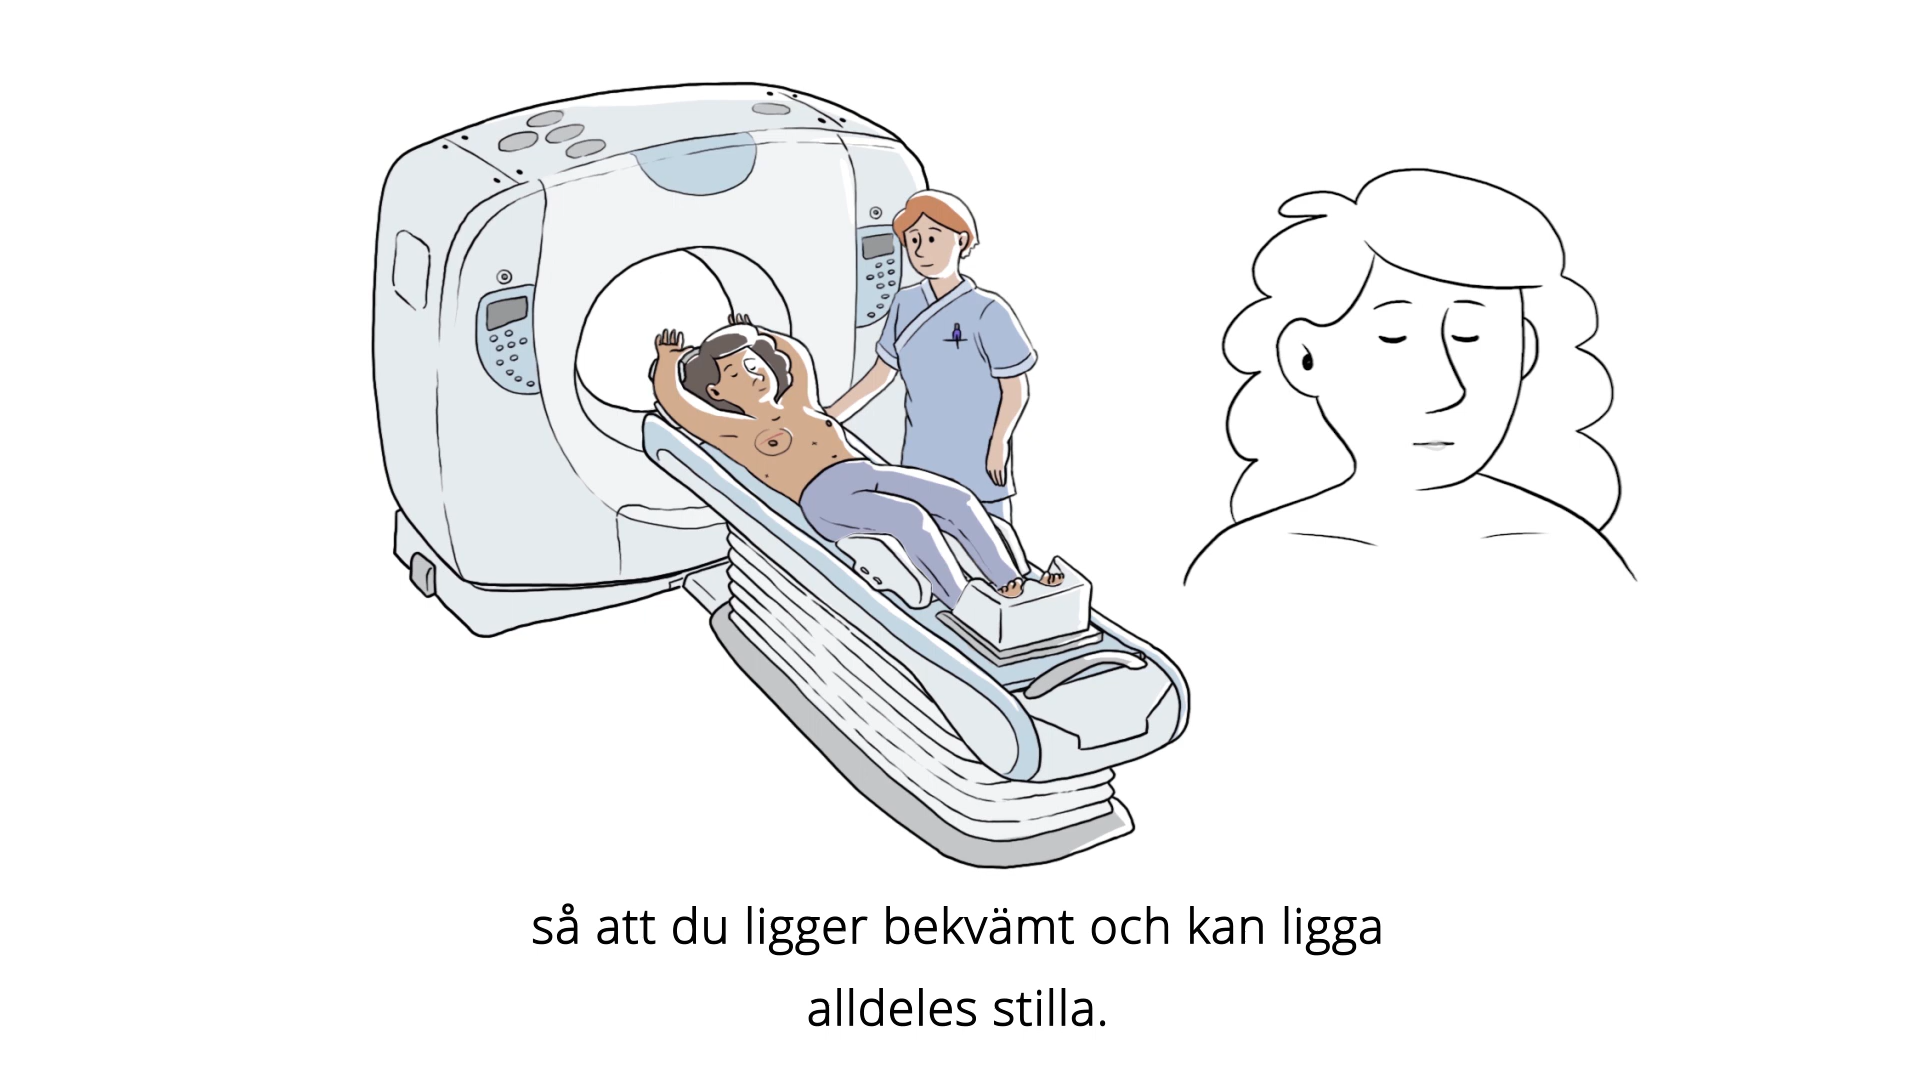 så att du ligger bekvämt och kan ligga
alldeles stilla.